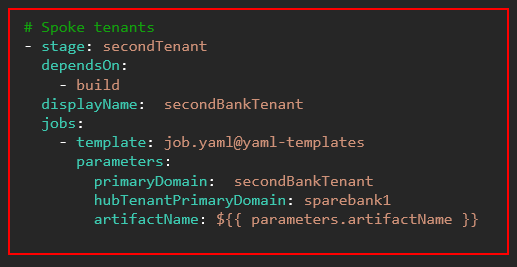 # Spoke tenants
- stage: secondTenant
  dependsOn:
    - build
  displayName:  secondBankTenant
  jobs:
    - template: job.yaml@yaml-templates
      parameters:
        primaryDomain:  secondBankTenant
        hubTenantPrimaryDomain: sparebank1
        artifactName: ${{ parameters.artifactName }}